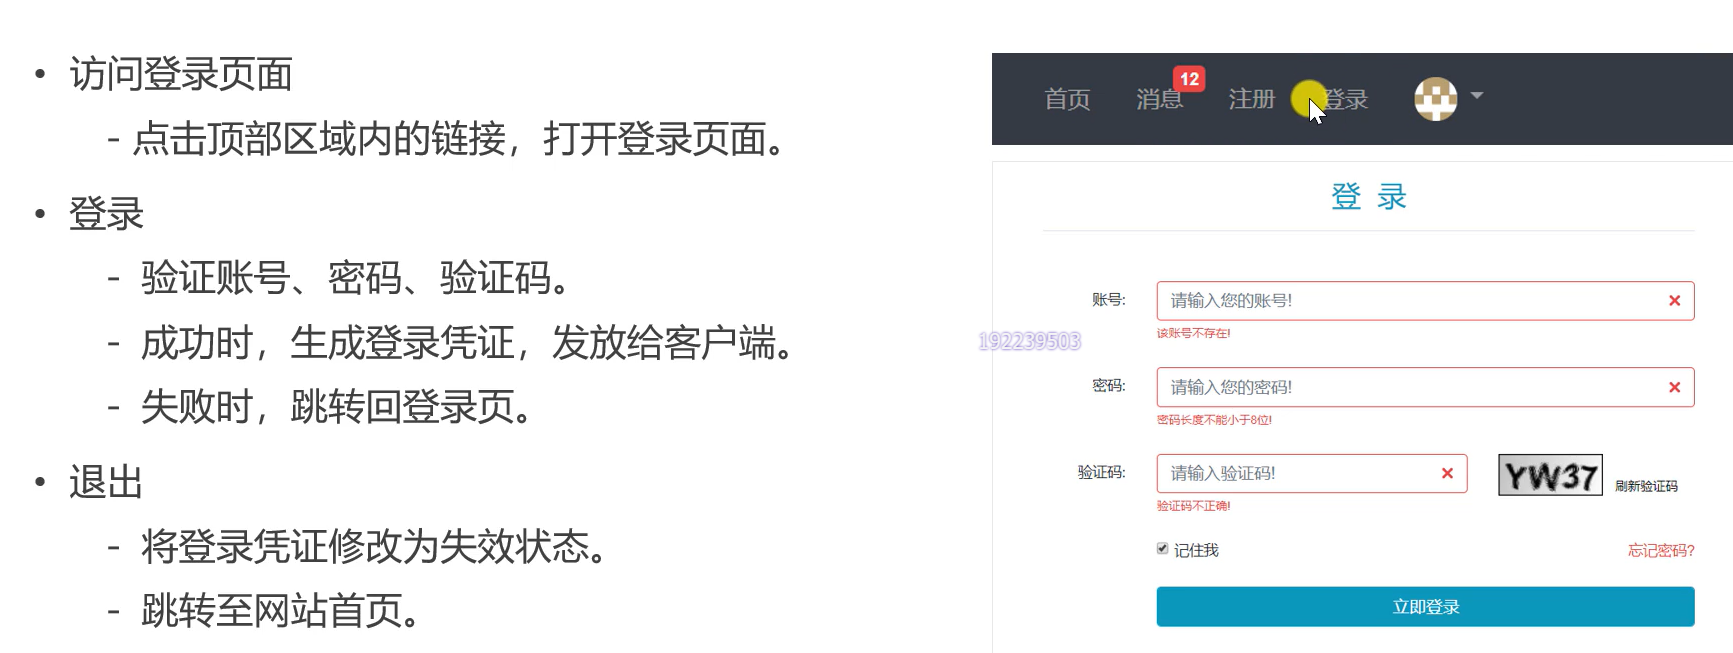 • 访问登录页面
- 点击顶部区域内的链接，打开登录页面。
• 登录
- 验证账号、密码、验证码。
- 成功时，生成登录凭证，发放给客户端。
- 失败时，跳转回登录页。
• 退出
- 将登录凭证修改为失效状态。
- 跳转至网站首页。
首页 消息 12 注册 登录
登 录
账号: 请输入您的账号!
该账号不存在!
192239503
密码: 请输入您的密码!
密码长度不能小于8位!
验证码: 请输入验证码! YW37 刷新验证码
验证码不正确!
记住我 忘记密码?
立即登录